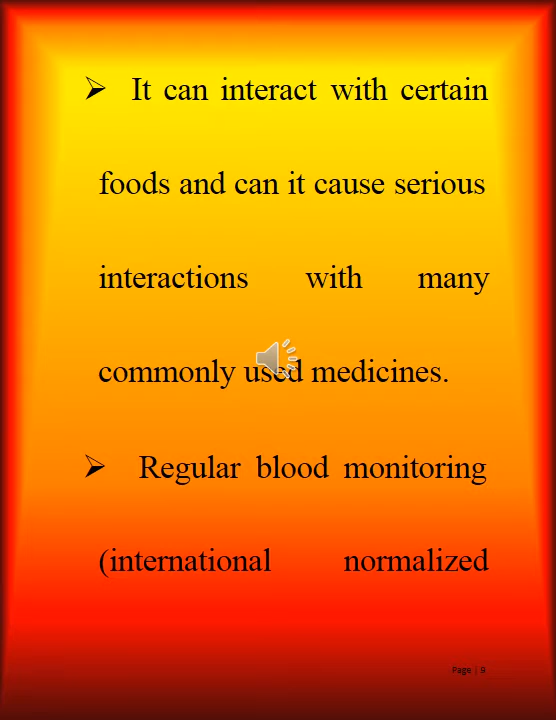 ➢ It can interact with certain
foods and can it cause serious
interactions with many
commonly used medicines.
➢ Regular blood monitoring
(international normalized
Page | 9